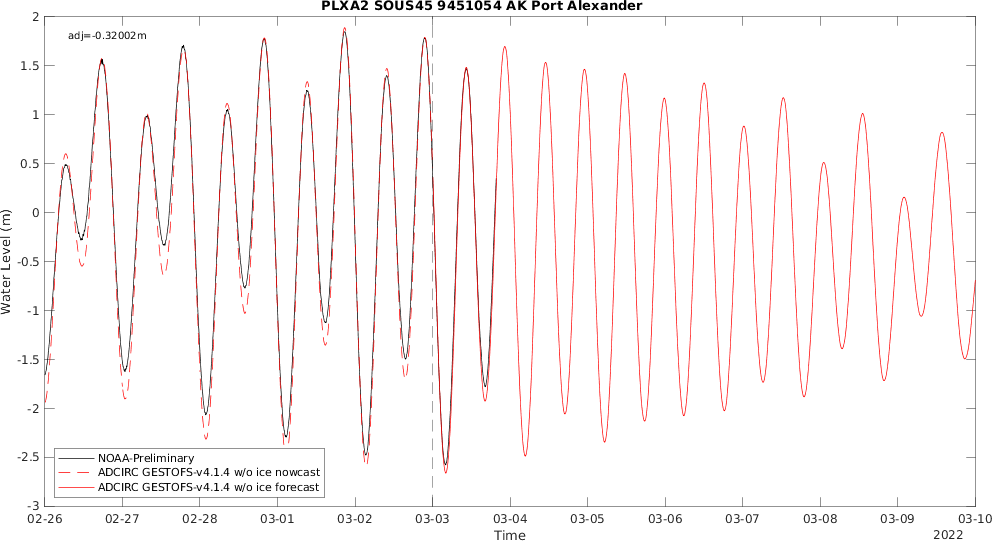 PLXA2 SOUS45 9451054 AK Port Alexander
adj=-0.32002m
2
1.5
1
0.5
0
-0.5
-1
-1.5
-2
-2.5
-3
Water Level (m)
NOAA-Preliminary
ADCIRC GESTOFS-v4.1.4 w/o ice nowcast
ADCIRC GESTOFS-v4.1.4 w/o ice forecast
02-26 02-27 02-28 03-01 03-02 03-03 03-04 03-05 03-06 03-07 03-08 03-09 03-10
Time
2022